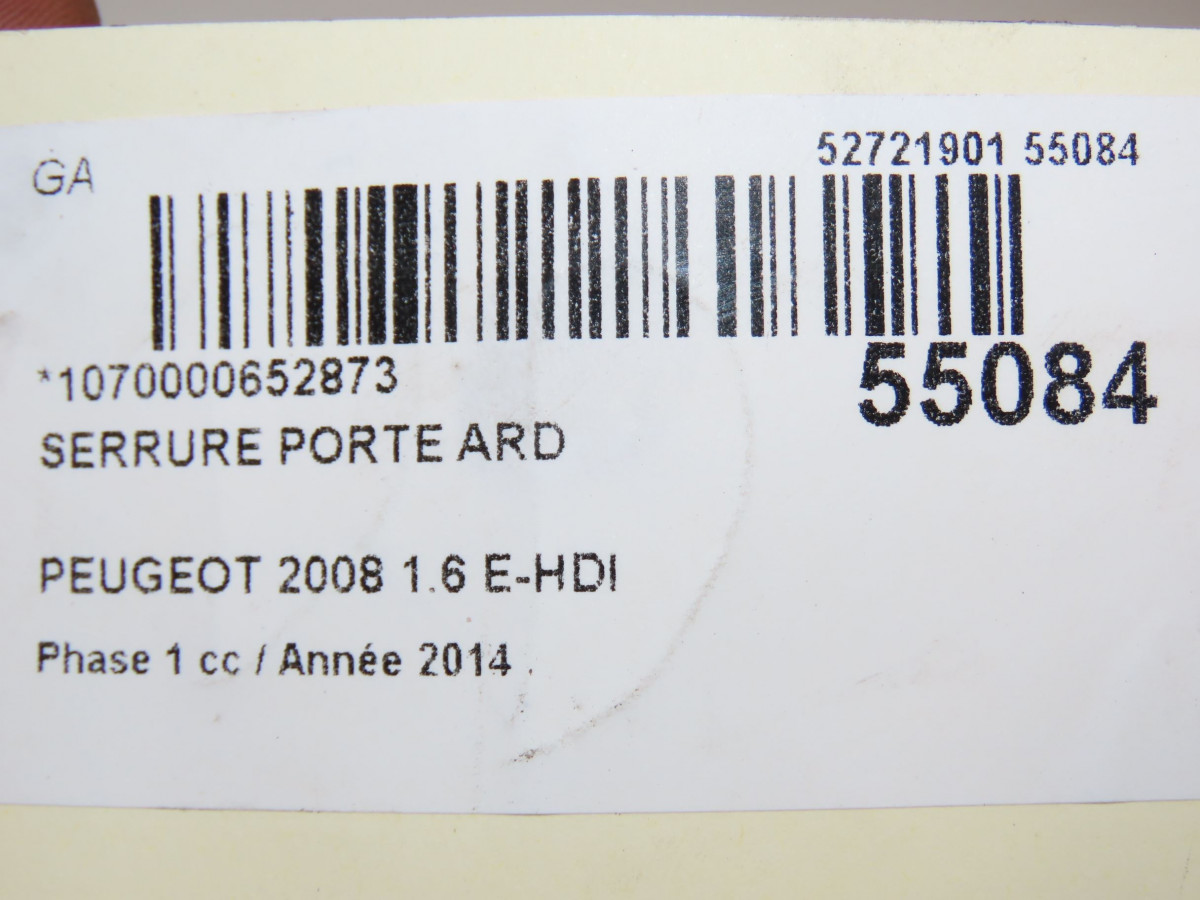 GA
52721901 55084
*1070000652873
55084
SERRURE PORTE ARD
PEUGEOT 2008 1.6 E-HDI
Phase 1 cc / Année 2014 .